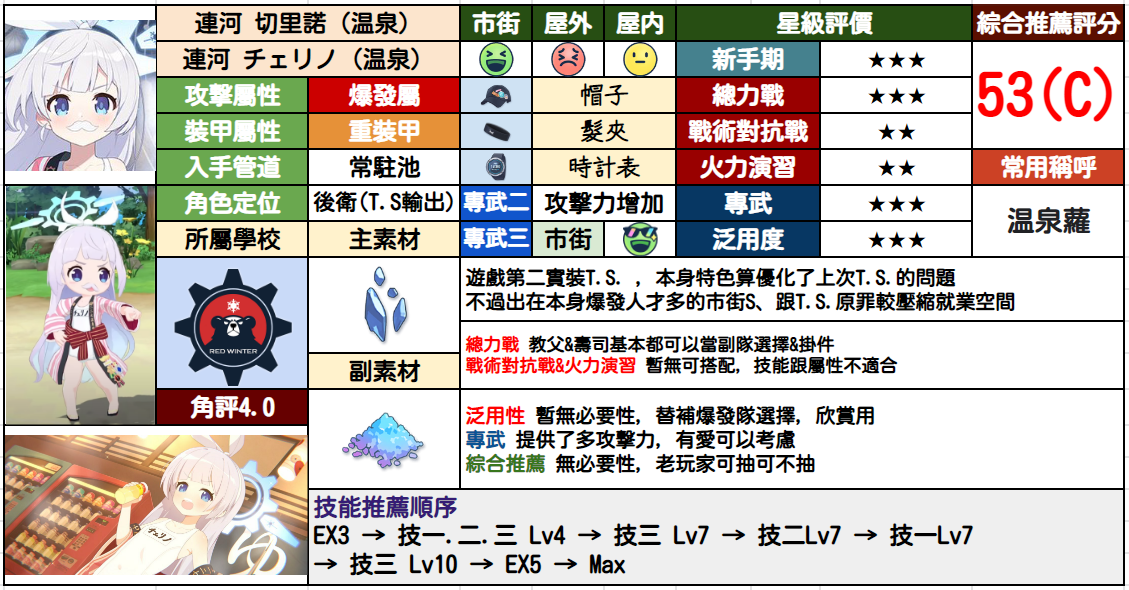 連河 切里諾（温泉）
市街 屋外 屋内 星級評價 綜合推薦評分
連河 チェリノ（温泉）
新手期 ★★★
53(C)
攻擊屬性 爆發屬 帽子 總力戰 ★★★
裝甲屬性 重裝甲 髮夾 戰術對抗戰 ★★
入手管道 常駐池 時計表 火力演習 ★★ 常用稱呼
角色定位 後衛(T.S輸出) 專武二 攻擊力增加 專武 ★★★ 温泉蘿
所屬學校 主素材 專武三 市街 泛用度 ★★★
RED WINTER
遊戲第二實裝T.S. , 本身特色算優化了上次T.S.的問題
不過出在本身爆發人才多的市街S、跟T.S.原罪較壓縮就業空間
總力戰 教父&壽司基本都可以當副隊選擇&掛件
戰術對抗戰&火力演習 暫無可搭配, 技能跟屬性不適合
副素材
角評4.0
泛用性 暫無必要性, 替補爆發隊選擇, 欣賞用
專武 提供了多攻擊力, 有愛可以考慮
綜合推薦 無必要性, 老玩家可抽可不抽
チェリノ
ゆ
技能推薦順序
EX3 → 技一.二.三 Lv4 → 技三 Lv7 → 技二Lv7 → 技一Lv7
→ 技三 Lv10 → EX5 → Max